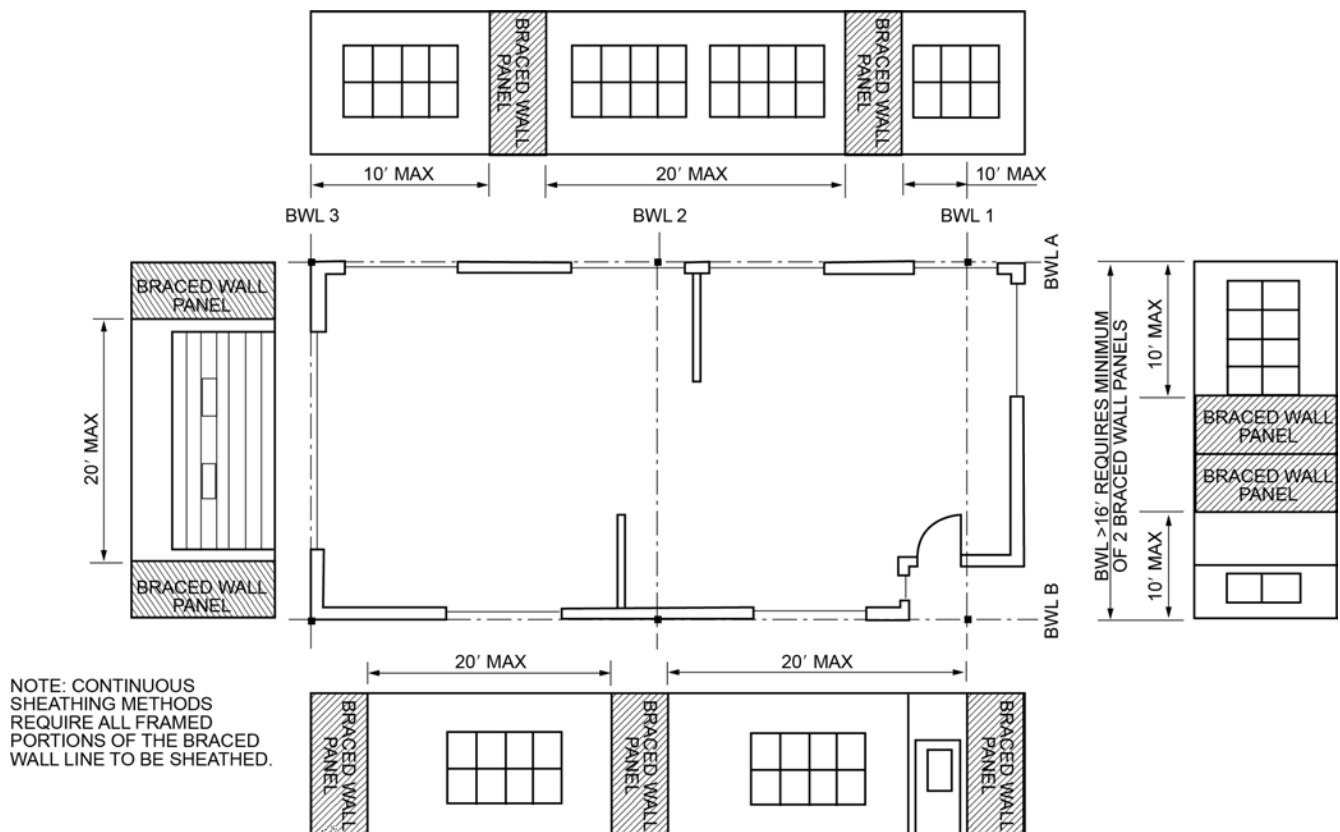 BRACED WALL
PANEL
BRACED WALL
PANEL
10' MAX
20' MAX
10' MAX
BWL 3
BWL 2
BWL 1
BWL A
BRACED WALL
PANEL
20' MAX
BRACED WALL
PANEL
BWL >16' REQUIRES MINIMUM
OF 2 BRACED WALL PANELS
10' MAX
BRACED WALL
PANEL
BRACED WALL
PANEL
10' MAX
BWL B
NOTE: CONTINUOUS
SHEATHING METHODS
REQUIRE ALL FRAMED
PORTIONS OF THE BRACED
WALL LINE TO BE SHEATHED.
20' MAX
20' MAX
BRACED WALL
PANEL
BRACED WALL
PANEL
BRACED WALL
PANEL